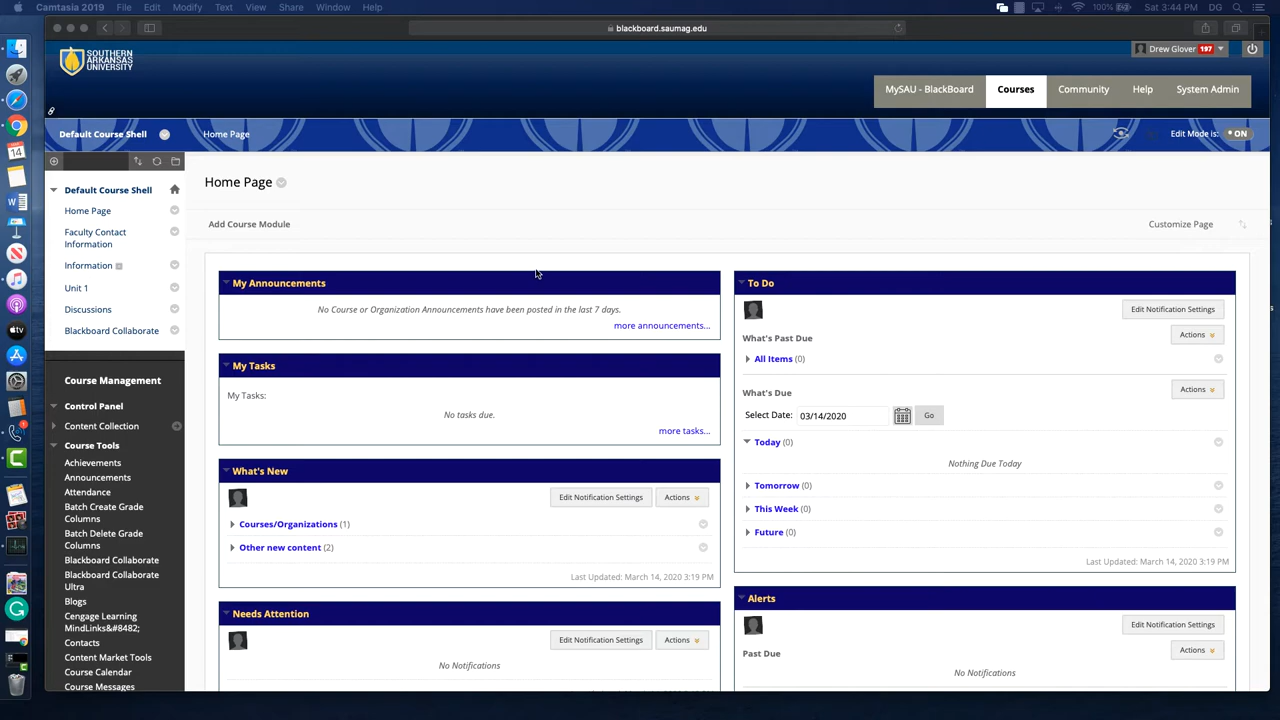 Camtasia 2019 File Edit Modify Text View Share Window Help 100% Sat 3:44 PM DG
blackboard.saumag.edu
SOUTHERN
ARKANSAS
UNIVERSITY
Drew Glover 197
MySAU - BlackBoard Courses Community Help System Admin
Default Course Shell Home Page Edit Mode is: ON
Home Page
Add Course Module Customize Page
Default Course Shell
Home Page
Faculty Contact
Information
Information
Unit 1
Discussions
Blackboard Collaborate
Course Management
Control Panel
Content Collection
Course Tools
Achievements
Announcements
Attendance
Batch Create Grade
Columns
Batch Delete Grade
Columns
Blackboard Collaborate
Blackboard Collaborate
Ultra
Blogs
Cengage Learning
MindLinks&#8482;
Contacts
Content Market Tools
Course Calendar
Course Messages
My Announcements
No Course or Organization Announcements have been posted in the last 7 days.
more announcements...
My Tasks
My Tasks:
No tasks due.
more tasks...
What's New
Edit Notification Settings Actions
Courses/Organizations (1)
Other new content (2)
Last Updated: March 14, 2020 3:19 PM
Needs Attention
Edit Notification Settings Actions
No Notifications
To Do
Edit Notification Settings
Actions
What's Past Due
All Items (0)
Actions
What's Due
Select Date: 03/14/2020 Go
Today (0)
Nothing Due Today
Tomorrow (0)
This Week (0)
Future (0)
Last Updated: March 14, 2020 3:19 PM
Alerts
Edit Notification Settings
Actions
Past Due
No Notifications